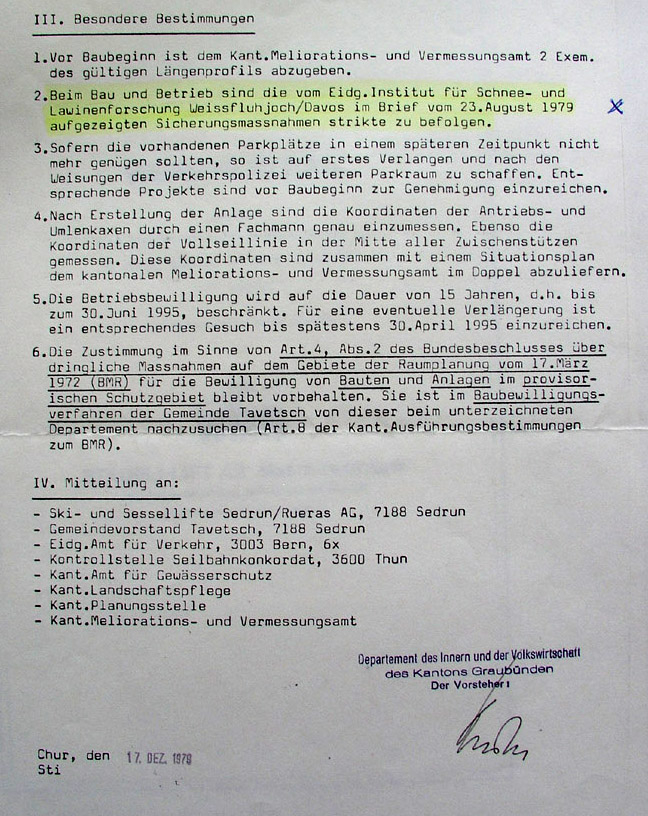 III. Besondere Bestimmungen
1. Vor Baubeginn ist dem Kant.Meliorations- und Vermessungsamt 2 Exem.
des gültigen Längenprofils abzugeben.
2. Beim Bau und Betrieb sind die vom Eidg.Institut für Schnee- und
Lawinenforschung Weissfluhjoch/Davos im Brief vom 23.August 1979
aufgezeigten Sicherungsmassnahmen strikte zu befolgen.
3. Sofern die vorhandenen Parkplätze in einem späteren Zeitpunkt nicht
mehr genügen sollten, so ist auf erstes Verlangen und nach den
Weisungen der Verkehrspolizei weiteren Parkraum zu schaffen. Ent-
sprechende Projekte sind vor Baubeginn zur Genehmigung einzureichen.
4. Nach Erstellung der Anlage sind die Koordinaten der Antriebs- und
Umlenkaxen durch einen Fachmann genau einzumessen. Ebenso die
Koordinaten der Vollseillinie in der Mitte aller Zwischenstützen
gemessen. Diese Koordinaten sind zusammen mit einem Situationsplan
dem kantonalen Meliorations- und Vermessungsamt im Doppel abzuliefern.
5. Die Betriebsbewilligung wird auf die Dauer von 15 Jahren, d.h. bis
zum 30.Juni 1995, beschränkt. Für eine eventuelle Verlängerung ist
ein entsprechendes Gesuch bis spätestens 30.April 1995 einzureichen.
6. Die Zustimmung im Sinne von Art.4, Abs.2 des Bundesbeschlusses über
dringliche Massnahmen auf dem Gebiete der Raumplanung vom 17.März
1972 (BMR) für die Bewilligung von Bauten und Anlagen im provisor-
ischen Schutzgebiet bleibt vorbehalten. Sie ist im Baubewilligungs-
verfahren der Gemeinde Tavetsch von dieser beim unterzeichneten
Departement nachzusuchen (Art.8 der Kant.Ausführungsbestimmungen
zum BMR).
IV. Mitteilung an:
- Ski- und Sessellifte Sedrun/Rueras AG, 7188 Sedrun
- Gemeindevorstand Tavetsch, 7188 Sedrun
- Eidg.Amt für Verkehr, 3003 Bern, 6x
- Kontrollstelle Seilbahnkonkordat, 3600 Thun
- Kant.Amt für Gewässerschutz
- Kant.Landschaftspflege
- Kant.Planungsstelle
- Kant.Meliorations- und Vermessungsamt
Departement des Innern und der Volkswirtschaft
des Kantons Graubünden
Der Vorsteher:
Chur, den 17. DEZ. 1979
Sti